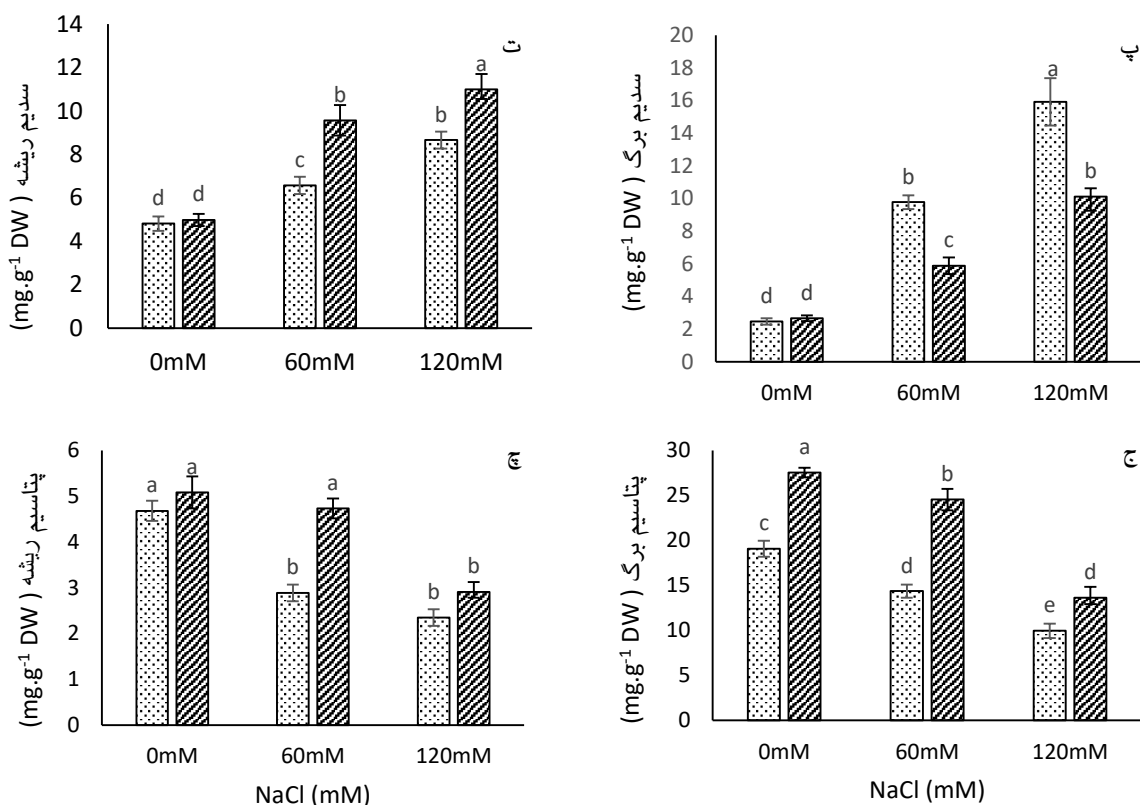 ت
سدیم ریشه ( mg.g-1 DW)
14
12
10
8
6
4
2
0
d
d
c
b
b
a
0mM
60mM
120mM
پ
سدیم برگ ( mg.g-1 DW)
20
18
16
14
12
10
8
6
4
2
0
d
d
b
c
a
b
0mM
60mM
120mM
چ
پتاسیم ریشه ( mg.g-1 DW)
6
5
4
3
2
1
0
a
a
b
a
b
b
0mM
60mM
120mM
NaCl (mM)
ج
پتاسیم برگ ( mg.g-1 DW)
30
25
20
15
10
5
0
c
a
d
b
e
d
0mM
60mM
120mM
NaCl (mM)